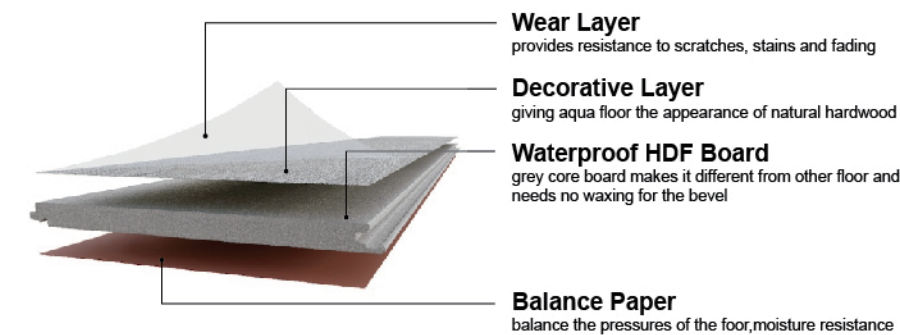 Wear Layer
provides resistance to scratches, stains and fading
Decorative Layer
giving aqua floor the appearance of natural hardwood
Waterproof HDF Board
grey core board makes it different from other floor and
needs no waxing for the bevel
Balance Paper
balance the pressures of the foor,moisture resistance